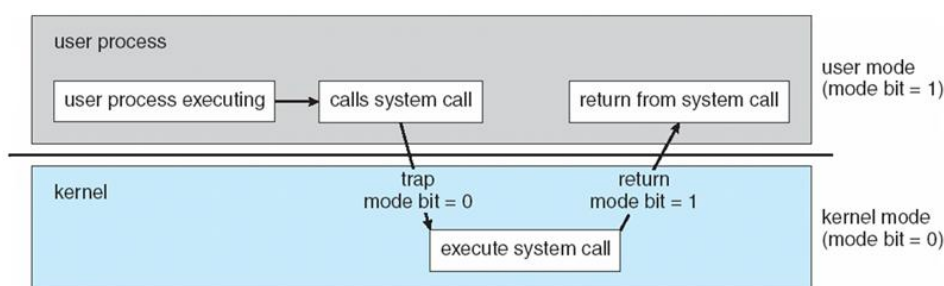 user process
user process executing
calls system call
return from system call
user mode
(mode bit = 1)
trap
mode bit = 0
return
mode bit = 1
kernel
execute system call
kernel mode
(mode bit = 0)